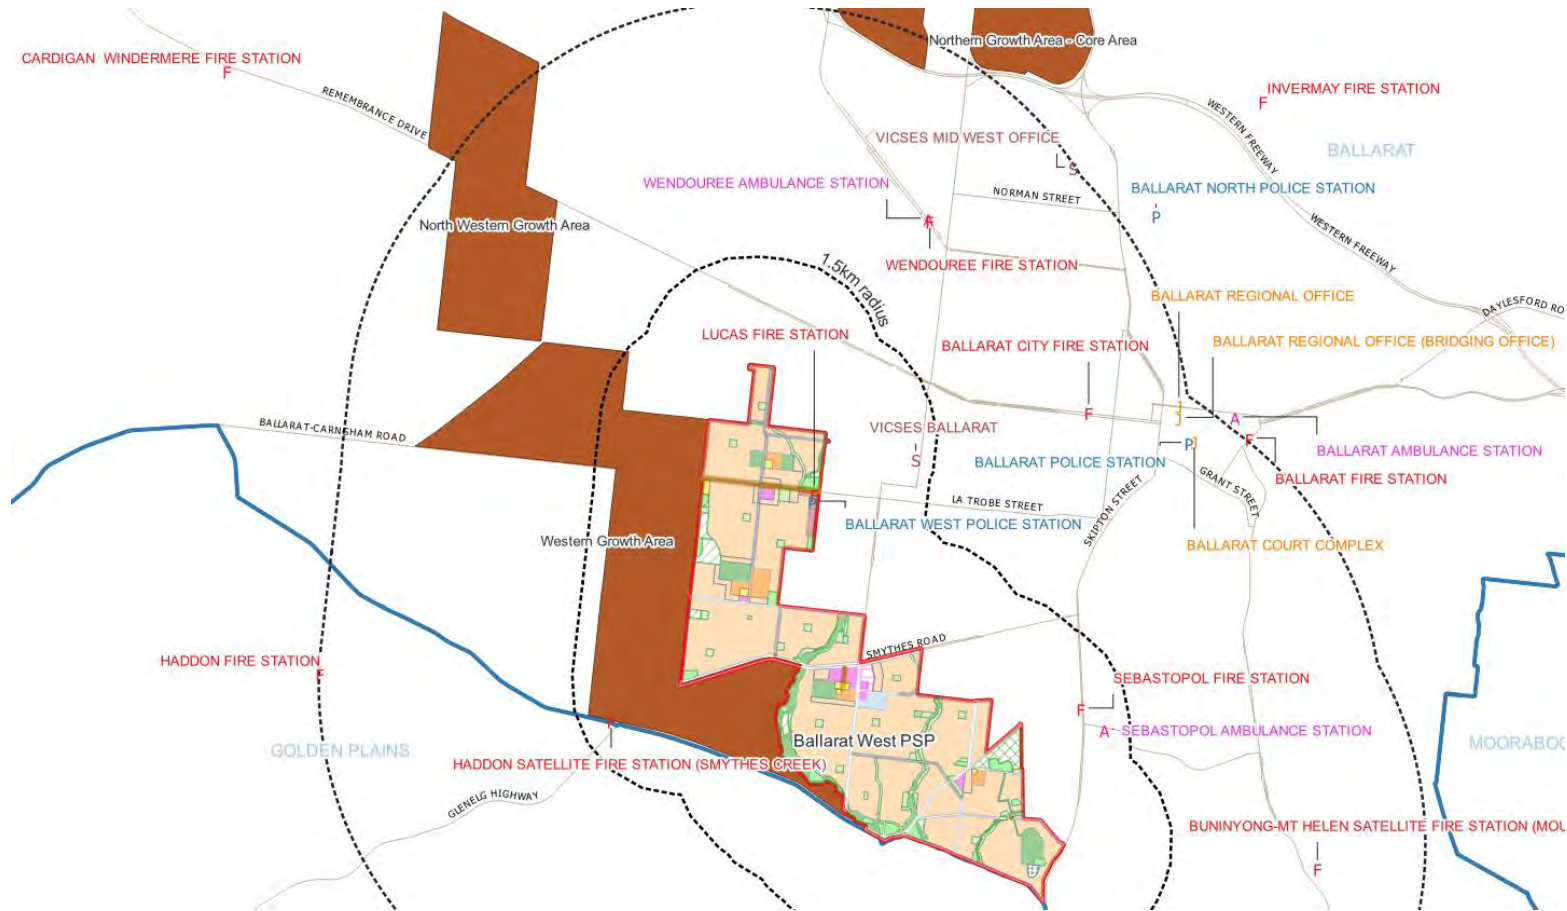 Northern Growth Area - Core Area
CARDIGAN  WINDERMERE FIRE STATION
F
INVERMAY FIRE STATION
F
REMEMBRANCE DRIVE
WESTERN FREEWAY
VICSES MID WEST OFFICE
S
BALLARAT
WENDOUREE AMBULANCE STATION
BALLARAT NORTH POLICE STATION
P
NORMAN STREET
North Western Growth Area
A
F
WESTERN FREEWAY
WENDOUREE FIRE STATION
1.5km radius
BALLARAT REGIONAL OFFICE
DAYLESFORD RO
LUCAS FIRE STATION
BALLARAT CITY FIRE STATION
BALLARAT REGIONAL OFFICE (BRIDGING OFFICE)
F
J
J
A
BALLARAT-CARNGHAM ROAD
VICSES BALLARAT
S
P
J
F
BALLARAT AMBULANCE STATION
BALLARAT POLICE STATION
BALLARAT FIRE STATION
GRANT STREET
F
P
LA TROBE STREET
SKIPTON STREET
BALLARAT WEST POLICE STATION
Western Growth Area
BALLARAT COURT COMPLEX
SMYTHES ROAD
HADDON FIRE STATION
F
SEBASTOPOL FIRE STATION
F
F
A
SEBASTOPOL AMBULANCE STATION
GOLDEN PLAINS
Ballarat West PSP
MOORABOO
HADDON SATELLITE FIRE STATION (SMYTHES CREEK)
GLENELG HIGHWAY
BUNINYONG-MT HELEN SATELLITE FIRE STATION (MOU
F